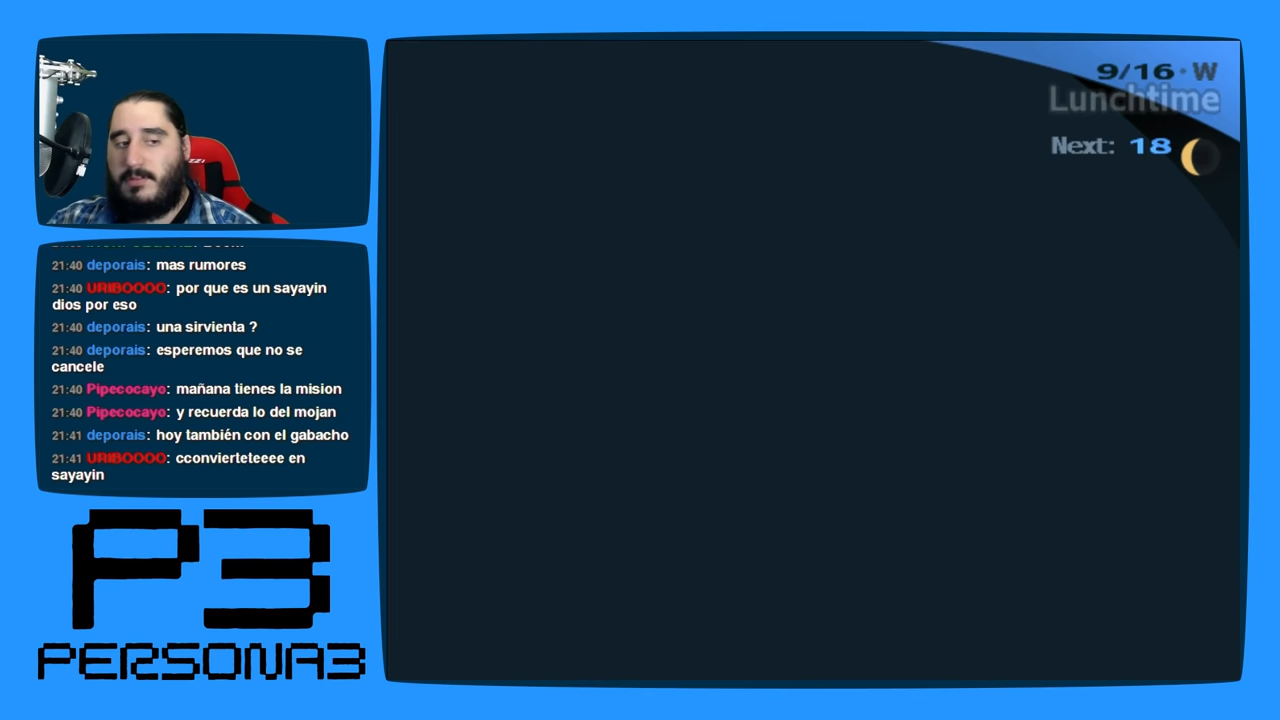 9/16・W
Lunchtime
Next: 18
21:40 deporais: mas rumores
21:40 URIBOOOO: por que es un sayayin
dios por eso
21:40 deporais: una sirvienta ?
21:40 deporais: esperemos que no se
cancele
21:40 Pipecocayo: mañana tienes la mision
21:40 Pipecocayo: y recuerda lo del mojan
21:41 deporais: hoy también con el gabacho
21:41 URIBOOOO: cconvierteteeee en
sayayin
P3
PERSONA3